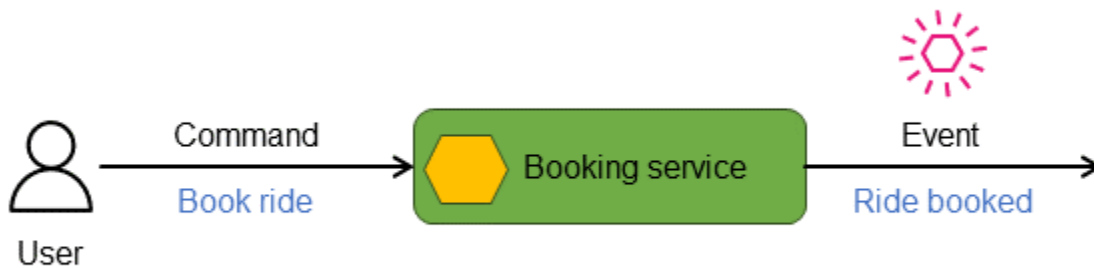 Command
Event
Booking service
Book ride
Ride booked
User